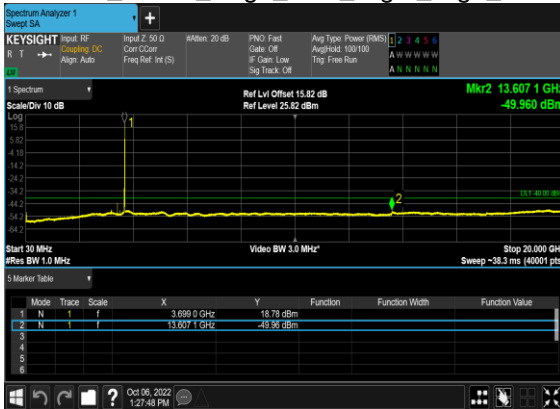 Spectrum Analyzer 1
Swept SA
+
KEYSIGHT Input: RF Input Z: 50 Ω #Atten: 20 dB PNO: Fast Avg Type: Power (RMS) 1 2 3 4 5 6
R T Coupling: DC Corr CCorr Gate: Off Avg|Hold: 100/100 A W W W W W
Align: Auto Freq Ref: Int (S) IF Gain: Low Trig: Free Run
Sig Track: Off A N N N N N
1 Spectrum Ref Lvl Offset 15.82 dB Mkr2 13.607 1 GHz
Scale/Div 10 dB Ref Level 25.82 dBm -49.960 dBm
Log
15.8
5.82
-4.18
-14.2
-24.2
-34.2
-44.2
-54.2
-64.2
1
2
DL1 -40.00 dBm
Start 30 MHz Video BW 3.0 MHz* Stop 20.000 GHz
#Res BW 1.0 MHz Sweep ~38.3 ms (40001 pts)
5 Marker Table
Mode Trace Scale X Y Function Function Width Function Value
1 N 1 f 3.699 0 GHz 18.78 dBm
2 N 1 f 13.607 1 GHz -49.96 dBm
3
4
5
6
? Oct 06, 2022
1:27:48 PM